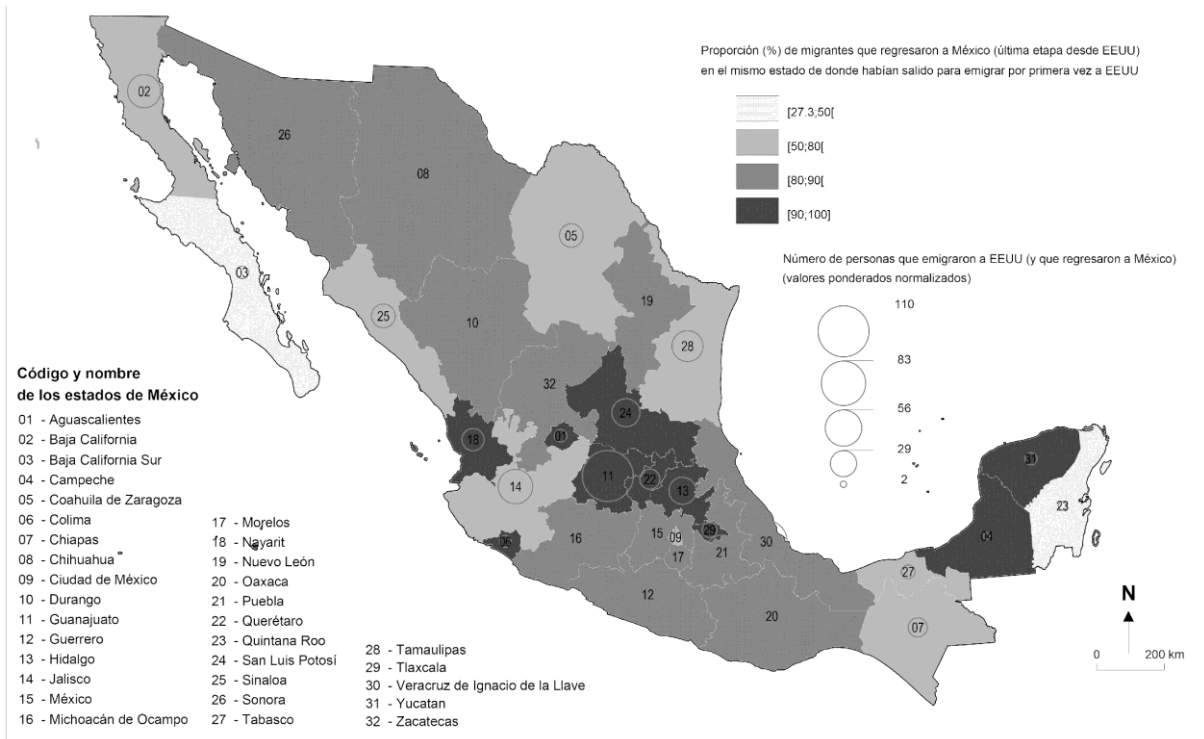 Proporción (%) de migrantes que regresaron a México (última etapa desde EEUU)
en el mismo estado de donde habían salido para emigrar por primera vez a EEUU
[27.3;50[
[50;80[
[80;90[
[90;100]
Número de personas que emigraron a EEUU (y que regresaron a México)
(valores ponderados normalizados)
110
83
56
29
2
02
26
08
03
05
25
10
19
28
32
24
18
01
14
11
22
13
06
16
15
09
29
17
21
30
12
20
27
07
31
23
04
N
0 200 km
Código y nombre
de los estados de México
01 - Aguascalientes
02 - Baja California
03 - Baja California Sur
04 - Campeche
05 - Coahuila de Zaragoza
06 - Colima
07 - Chiapas
08 - Chihuahua
09 - Ciudad de México
10 - Durango
11 - Guanajuato
12 - Guerrero
13 - Hidalgo
14 - Jalisco
15 - México
16 - Michoacán de Ocampo
17 - Morelos
18 - Nayarit
19 - Nuevo León
20 - Oaxaca
21 - Puebla
22 - Querétaro
23 - Quintana Roo
24 - San Luis Potosí
25 - Sinaloa
26 - Sonora
27 - Tabasco
28 - Tamaulipas
29 - Tlaxcala
30 - Veracruz de Ignacio de la Llave
31 - Yucatan
32 - Zacatecas